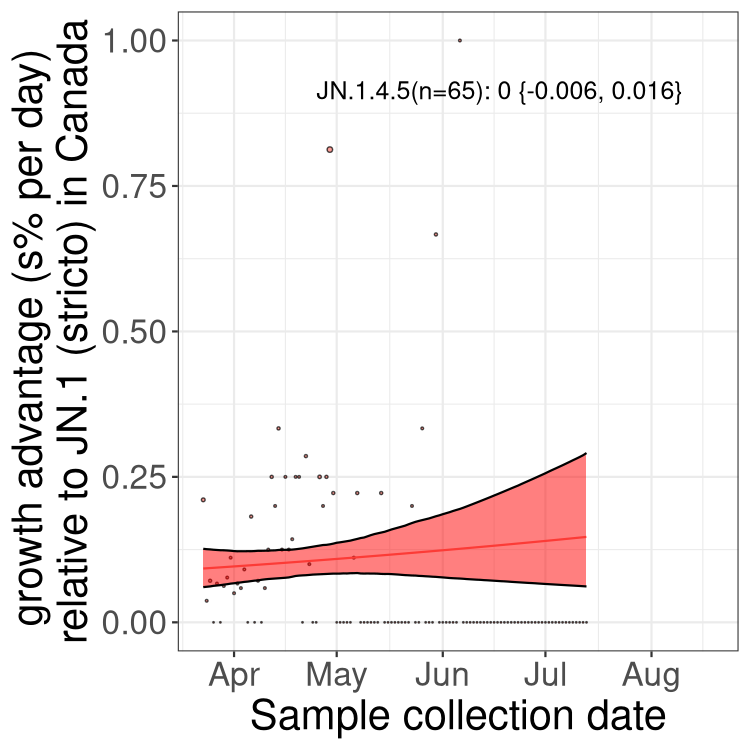 growth advantage (s% per day)
relative to JN.1 (stricto) in Canada
1.00
0.75
0.50
0.25
0.00
JN.1.4.5(n=65): 0 {-0.006, 0.016}
Apr May Jun Jul Aug
Sample collection date